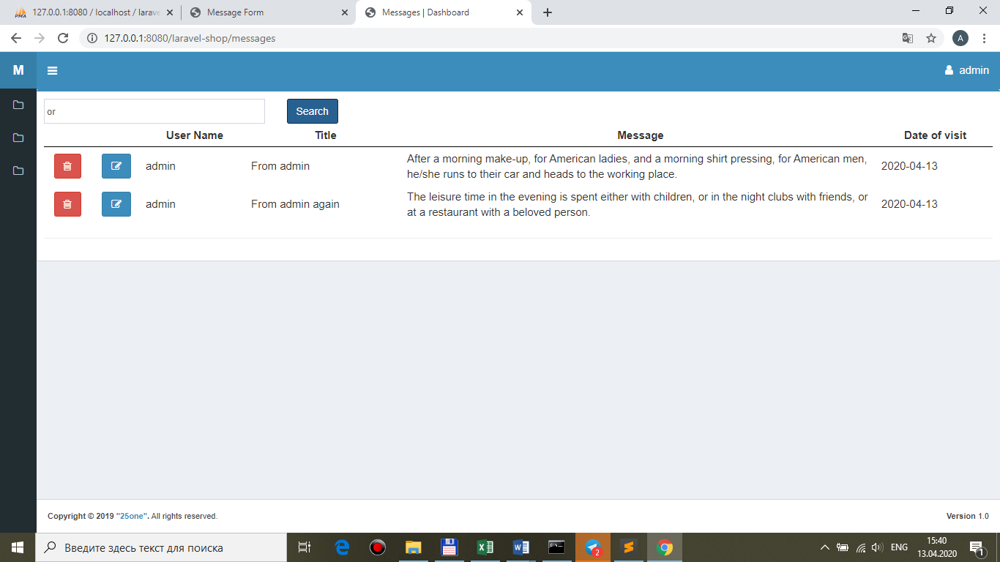 127.0.0.1:8080 / localhost / larave
Message Form
Messages | Dashboard
127.0.0.1:8080/laravel-shop/messages
A
M
admin
or
Search
User Name Title Message Date of visit
admin From admin After a morning make-up, for American ladies, and a morning shirt pressing, for American men, 2020-04-13
he/she runs to their car and heads to the working place.
admin From admin again The leisure time in the evening is spent either with children, or in the night clubs with friends, or 2020-04-13
at a restaurant with a beloved person.
Copyright © 2019 "25one". All rights reserved. Version 1.0
Введите здесь текст для поиска
2
ENG
15:40
13.04.2020
1